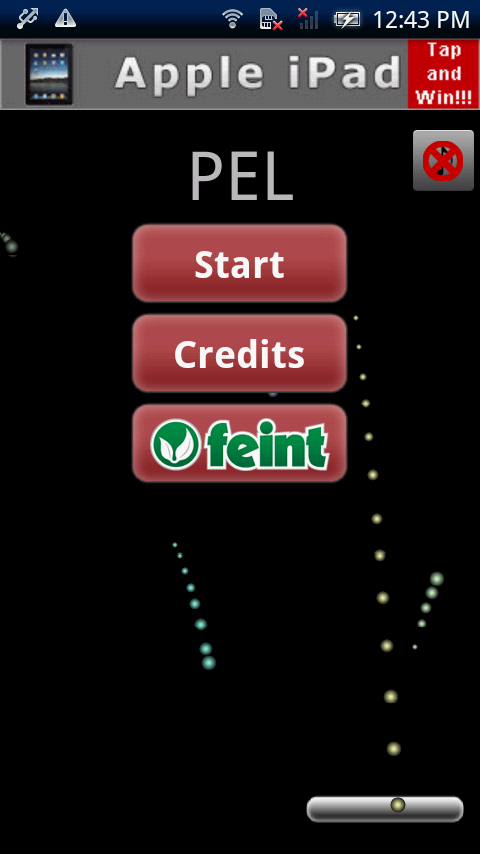 12:43 PM
Apple iPad
Tap
and
Win!!!
PEL
Start
Credits
feint